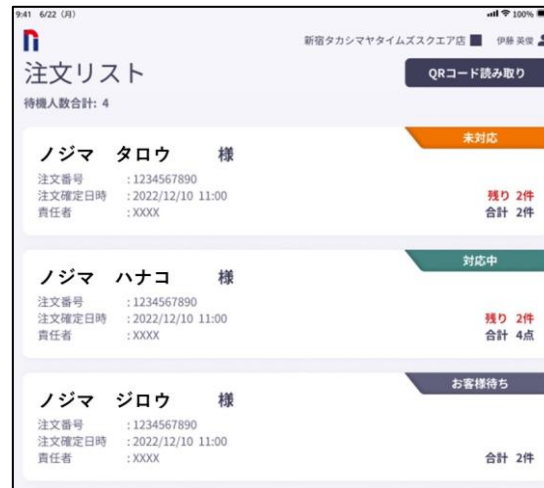 9:41 6/22（月） 100%
新宿タカシマヤタイムズスクエア店 伊藤 英俊
注文リスト
QRコード読み取り
待機人数合計: 4
未対応
ノジマ タロウ 様
注文番号 : 1234567890
注文確定日時 : 2022/12/10 11:00 残り 2件
責任者 : XXXX 合計 2件
対応中
ノジマ ハナコ 様
注文番号 : 1234567890
注文確定日時 : 2022/12/10 11:00 残り 2件
責任者 : XXXX 合計 4点
お客様待ち
ノジマ ジロウ 様
注文番号 : 1234567890
注文確定日時 : 2022/12/10 11:00
責任者 : XXXX 合計 2件